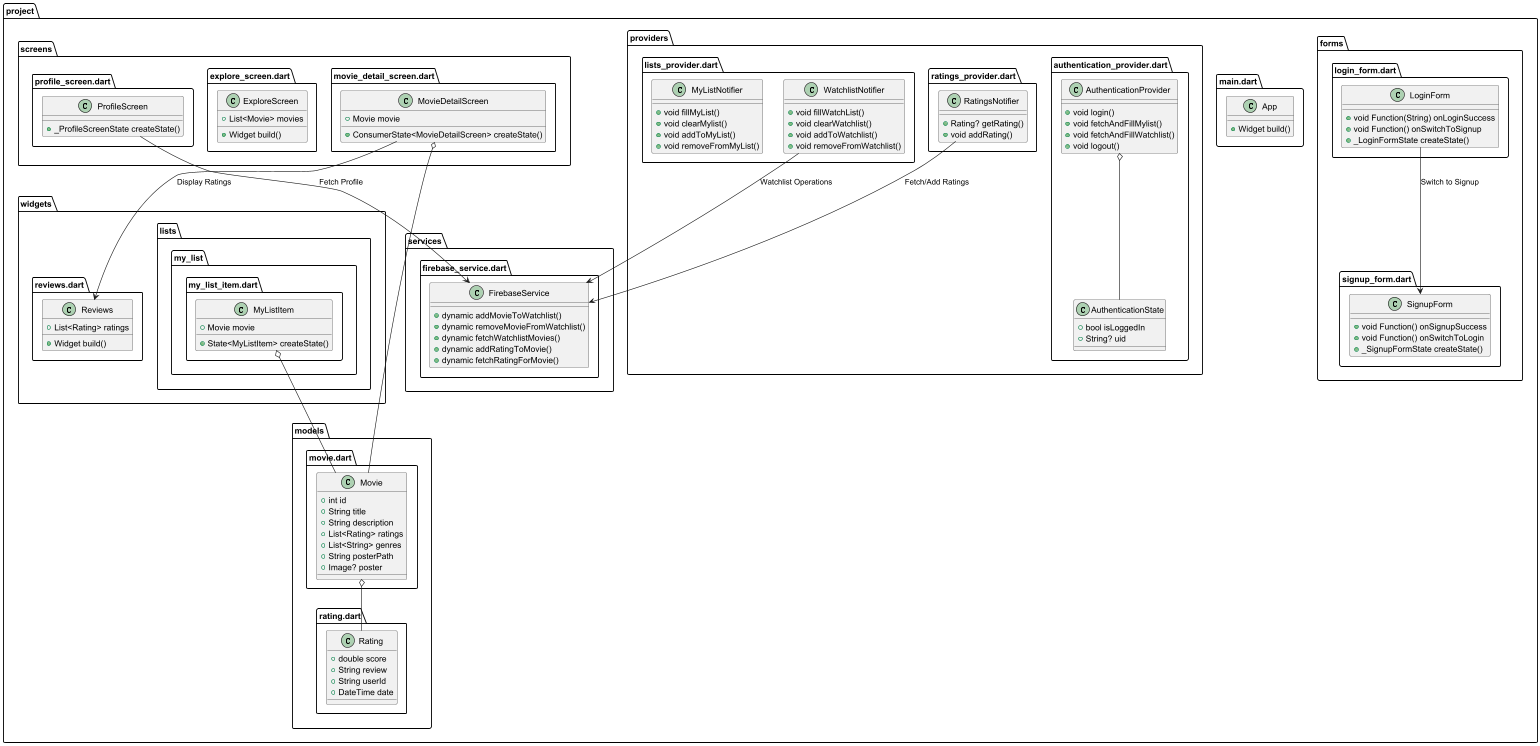 project
screens
profile_screen.dart
C ProfileScreen
_ProfileScreenState createState()
explore_screen.dart
C ExploreScreen
List<Movie> movies
Widget build()
movie_detail_screen.dart
C MovieDetailScreen
Movie movie
ConsumerState<MovieDetailScreen> createState()
providers
lists_provider.dart
C MyListNotifier
void fillMyList()
void clearMylist()
void addToMyList()
void removeFromMyList()
C WatchlistNotifier
void fillWatchList()
void clearWatchlist()
void addToWatchlist()
void removeFromWatchlist()
ratings_provider.dart
C RatingsNotifier
Rating? getRating()
void addRating()
authentication_provider.dart
C AuthenticationProvider
void login()
void fetchAndFillMylist()
void fetchAndFillWatchlist()
void logout()
C AuthenticationState
bool isLoggedIn
String? uid
main.dart
C App
Widget build()
forms
login_form.dart
C LoginForm
void Function(String) onLoginSuccess
void Function() onSwitchToSignup
_LoginFormState createState()
Switch to Signup
signup_form.dart
C SignupForm
void Function() onSignupSuccess
void Function() onSwitchToLogin
_SignupFormState createState()
Display Ratings
Fetch Profile
Watchlist Operations
Fetch/Add Ratings
widgets
reviews.dart
C Reviews
List<Rating> ratings
Widget build()
lists
my_list
my_list_item.dart
C MyListItem
Movie movie
State<MyListItem> createState()
services
firebase_service.dart
C FirebaseService
dynamic addMovieToWatchlist()
dynamic removeMovieFromWatchlist()
dynamic fetchWatchlistMovies()
dynamic addRatingToMovie()
dynamic fetchRatingForMovie()
models
movie.dart
C Movie
int id
String title
String description
List<Rating> ratings
List<String> genres
String posterPath
Image? poster
rating.dart
C Rating
double score
String review
String userId
DateTime date